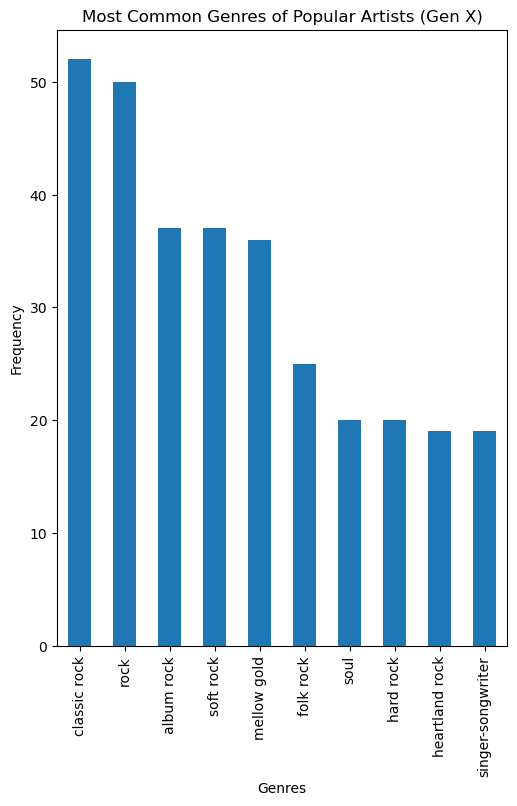 Most Common Genres of Popular Artists (Gen X)
Frequency
50
40
30
20
10
0
classic rock
rock
album rock
soft rock
mellow gold
folk rock
soul
hard rock
heartland rock
singer-songwriter
Genres